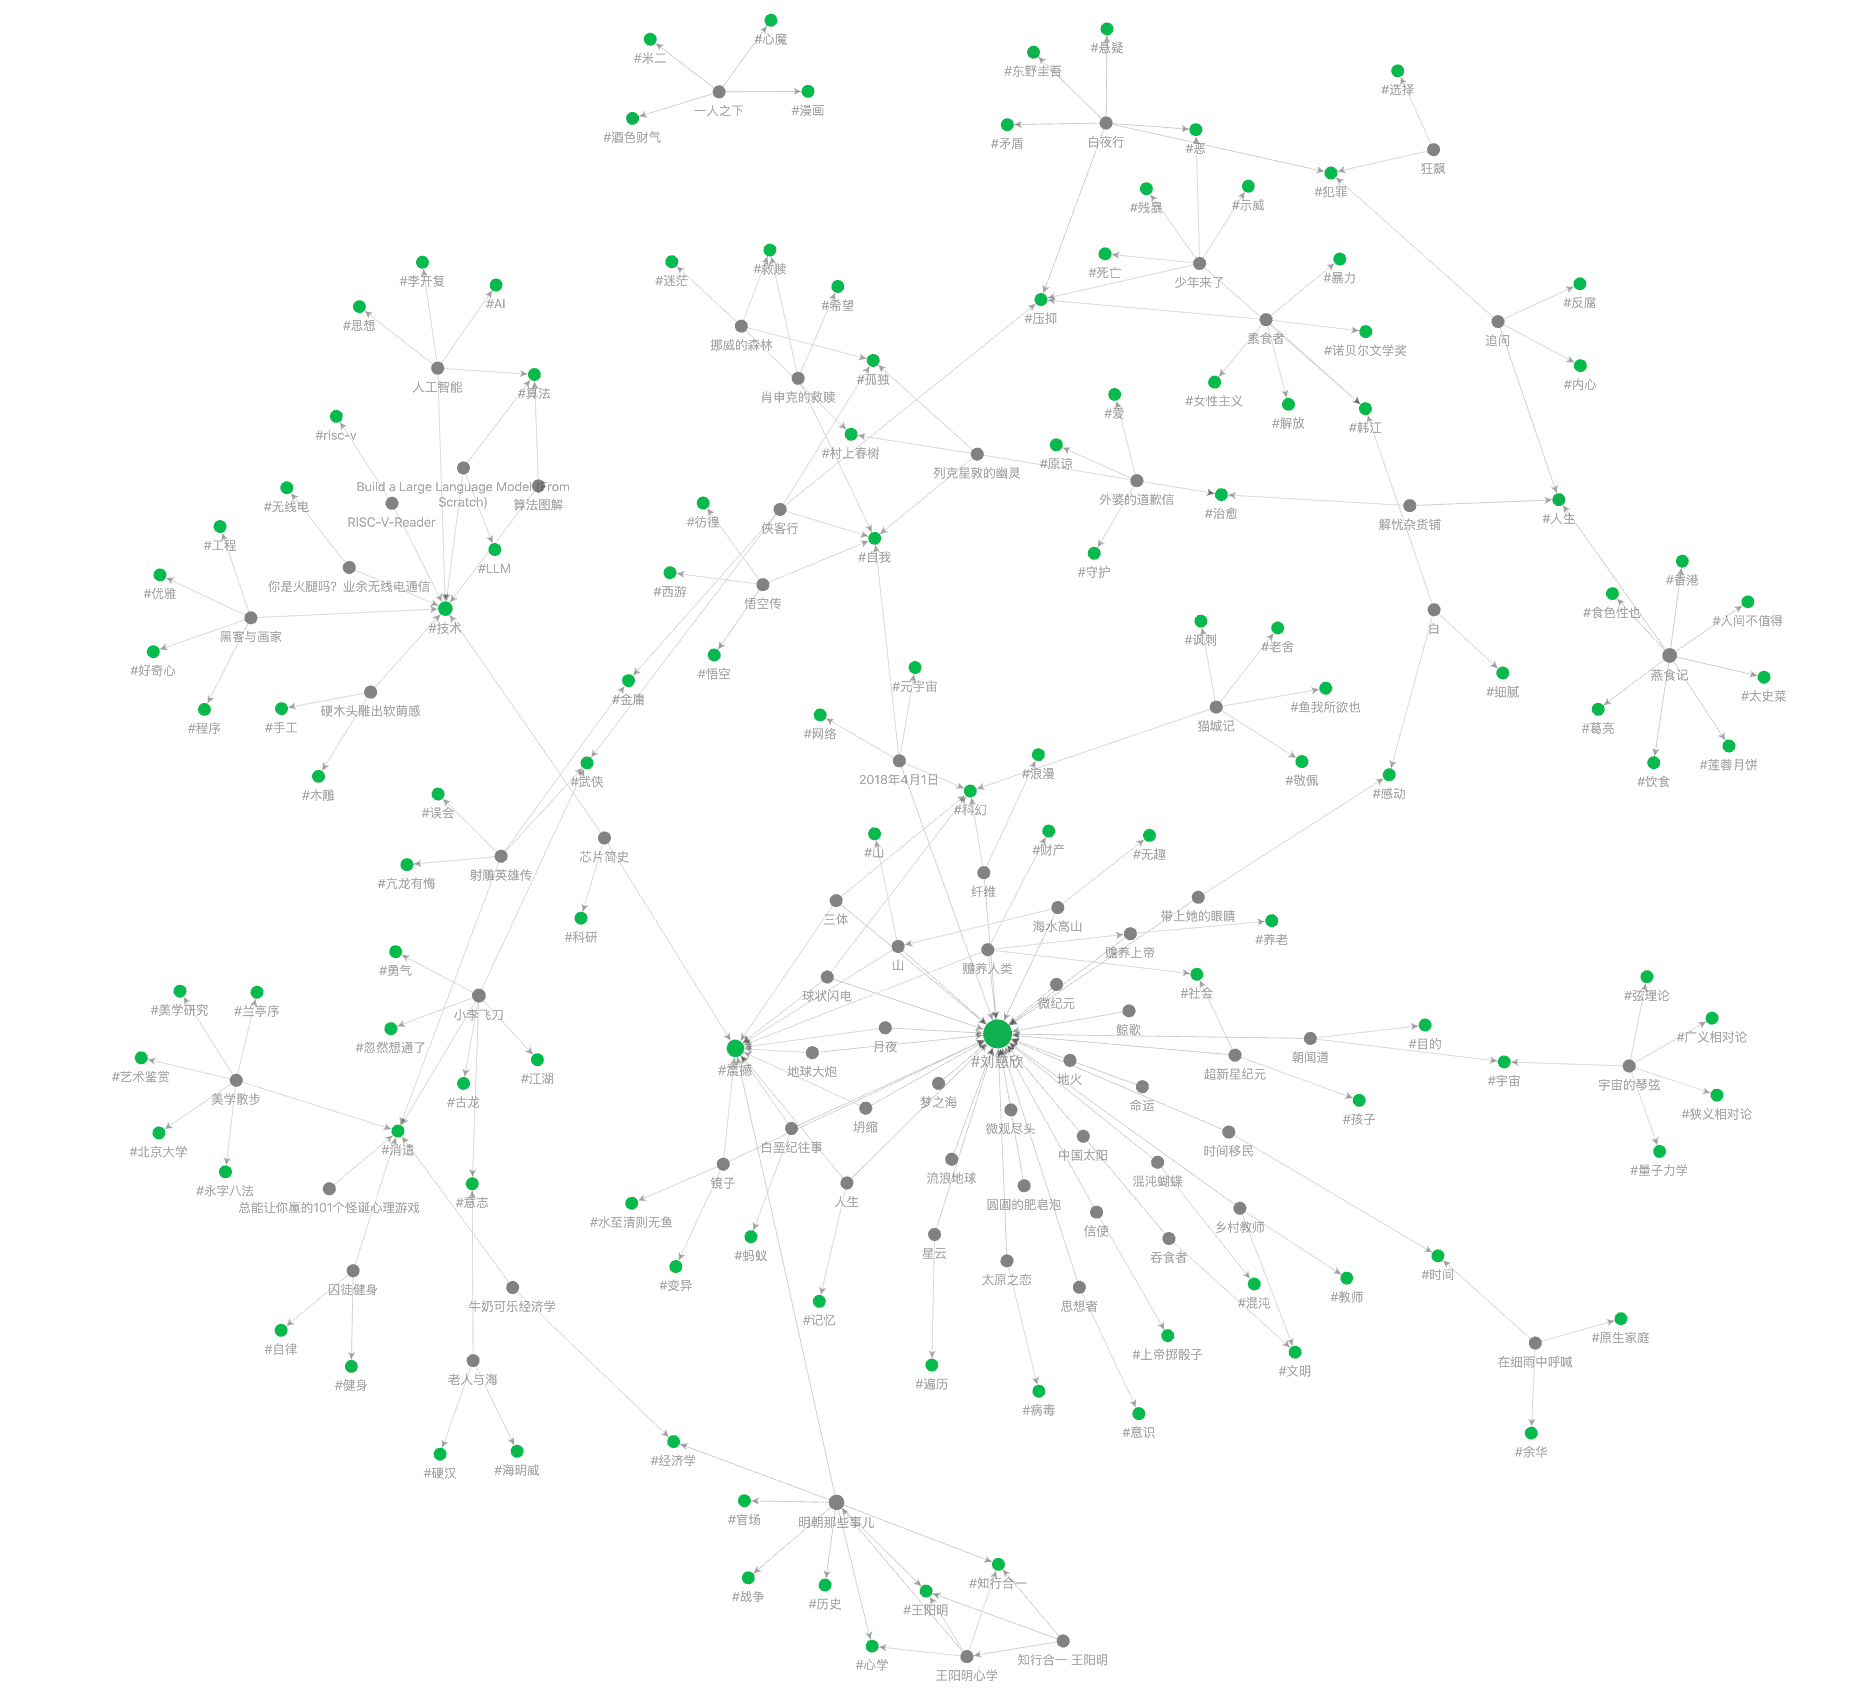 #心魔
#米二
一人之下
#漫画
#酒色财气
#悬疑
#东野圭吾
#选择
#矛盾
白夜行
#恶
狂飙
#犯罪
#残暴
#示威
#死亡
少年来了
#暴力
#压抑
素食者
#诺贝尔文学奖
#女性主义
#解放
#韩江
#反腐
追问
#内心
#李开复
#AI
#思想
人工智能
#算法
#risc-v
Build a Large Language Model (From
Scratch)
算法图解
#无线电
RISC-V-Reader
#工程
你是火腿吗？业余无线电通信
#LLM
#优雅
黑客与画家
#技术
#好奇心
#程序
#手工
硬木头雕出软萌感
#木雕
#迷茫
#救赎
#希望
挪威的森林
#孤独
肖申克的救赎
#村上春树
列克星敦的幽灵
#爱
#原谅
外婆的道歉信
#治愈
#守护
解忧杂货铺
#人生
#彷徨
侠客行
#自我
#西游
悟空传
#悟空
#金庸
#武侠
#元宇宙
#网络
2018年4月1日
#科幻
#浪漫
#讽刺
#老舍
#鱼我所欲也
猫城记
#敬佩
白
#细腻
#感动
#香港
#食色性也
#人间不值得
燕食记
#太史菜
#葛亮
#莲蓉月饼
#饮食
#误会
#亢龙有悔
射雕英雄传
芯片简史
#科研
#山
#财产
#无趣
纤维
三体
海水高山
带上她的眼睛
山
赡养人类
赡养上帝
#养老
球状闪电
微纪元
#社会
鲸歌
#勇气
小李飞刀
#忽然想通了
#江湖
#古龙
#美学研究
#兰亭序
#艺术鉴赏
美学散步
#北京大学
#永字八法
#消遣
总能让你赢的101个怪诞心理游戏
#意志
囚徒健身
#自律
#健身
牛奶可乐经济学
老人与海
#硬汉
#海明威
月夜
#震撼
地球大炮
#刘慈欣
地火
超新星纪元
朝闻道
#目的
#宇宙
#孩子
#弦理论
#广义相对论
宇宙的琴弦
#狭义相对论
#量子力学
梦之海
坍缩
微观尽头
命运
白垩纪往事
中国太阳
时间移民
镜子
流浪地球
混沌蝴蝶
人生
圆圆的肥皂泡
#水至清则无鱼
#蚂蚁
#变异
#记忆
星云
太原之恋
信使
吞食者
乡村教师
思想者
#混沌
#教师
#时间
#上帝掷骰子
#文明
#遍历
#病毒
#意识
#原生家庭
在细雨中呼喊
#余华
#经济学
#官场
明朝那些事儿
#战争
#历史
#知行合一
#王阳明
#心学
王阳明心学
知行合一 王阳明